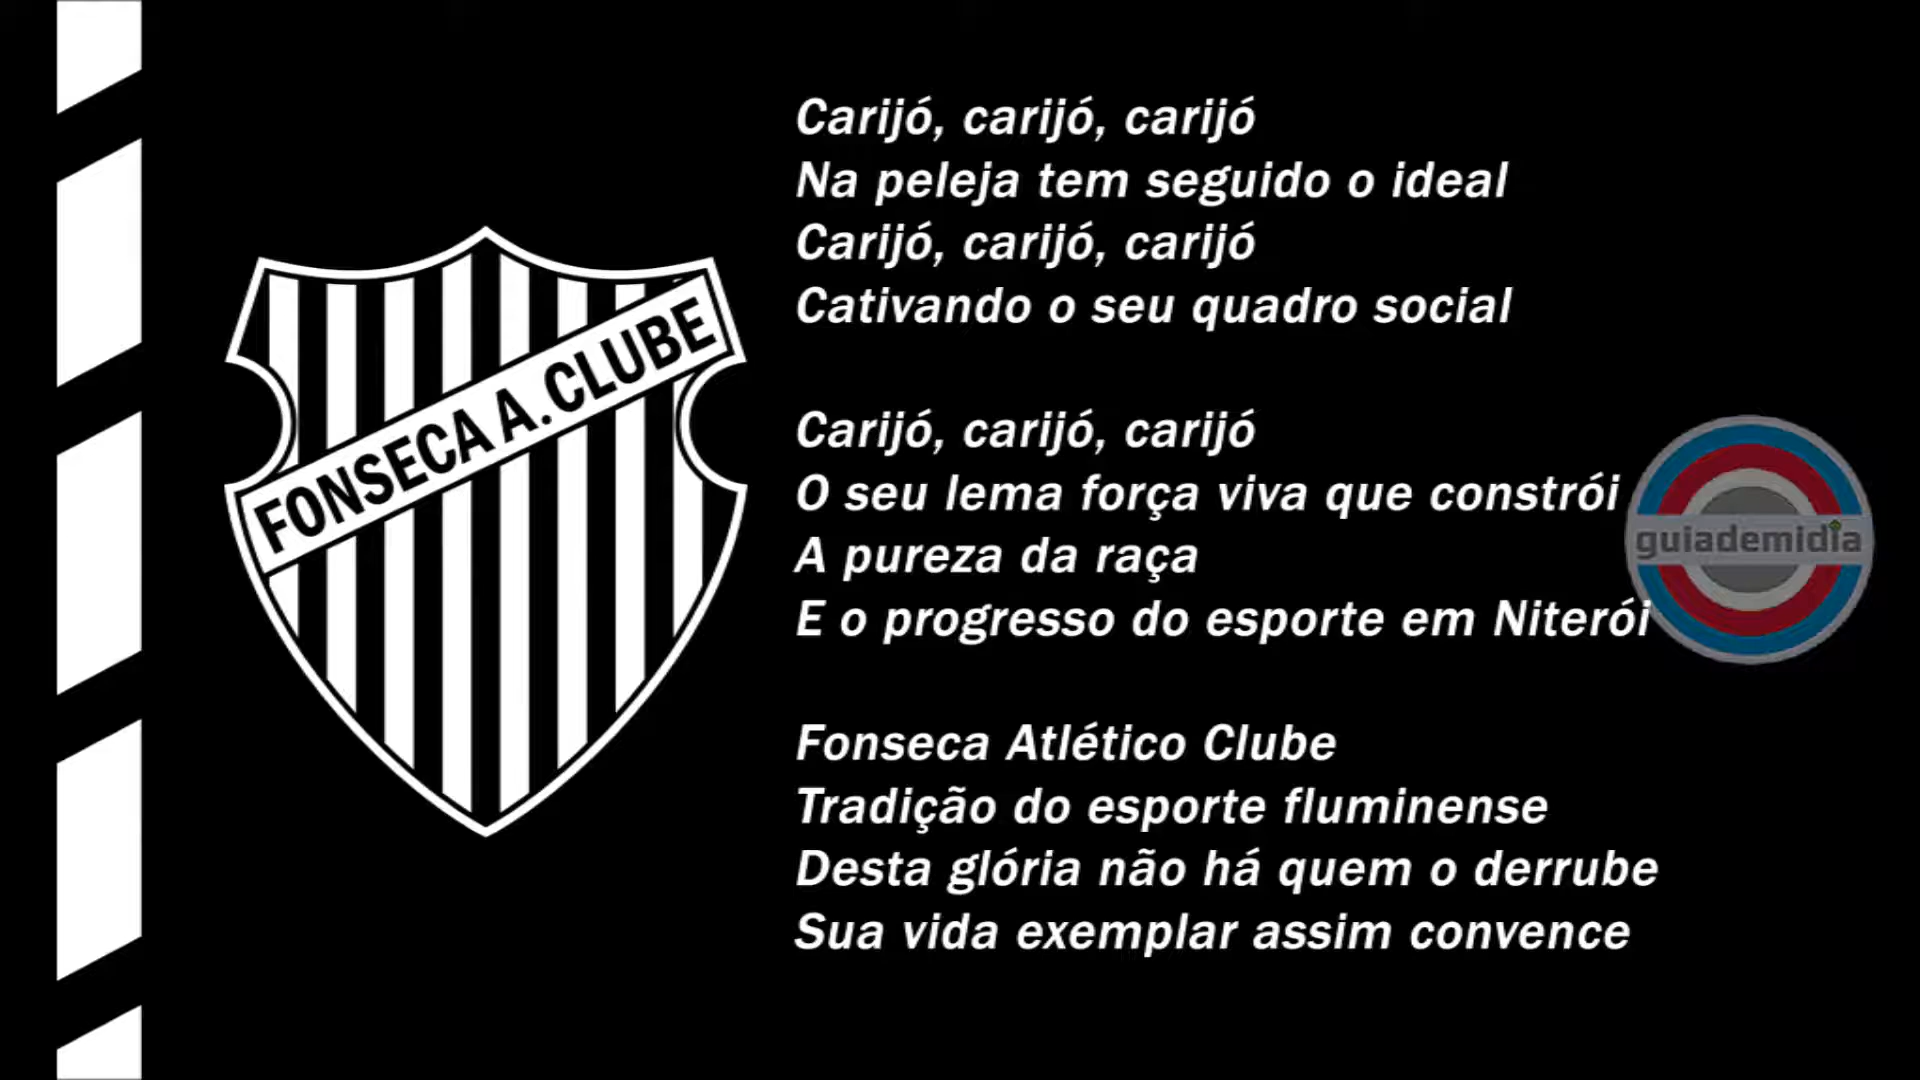 FONSECA A. CLUBE
Carijó, carijó, carijó
Na peleja tem seguido o ideal
Carijó, carijó, carijó
Cativando o seu quadro social
Carijó, carijó, carijó
O seu lema força viva que constrói
A pureza da raça
E o progresso do esporte em Niterói
Fonseca Atlético Clube
Tradição do esporte fluminense
Desta glória não há quem o derrube
Sua vida exemplar assim convence
guiademidia